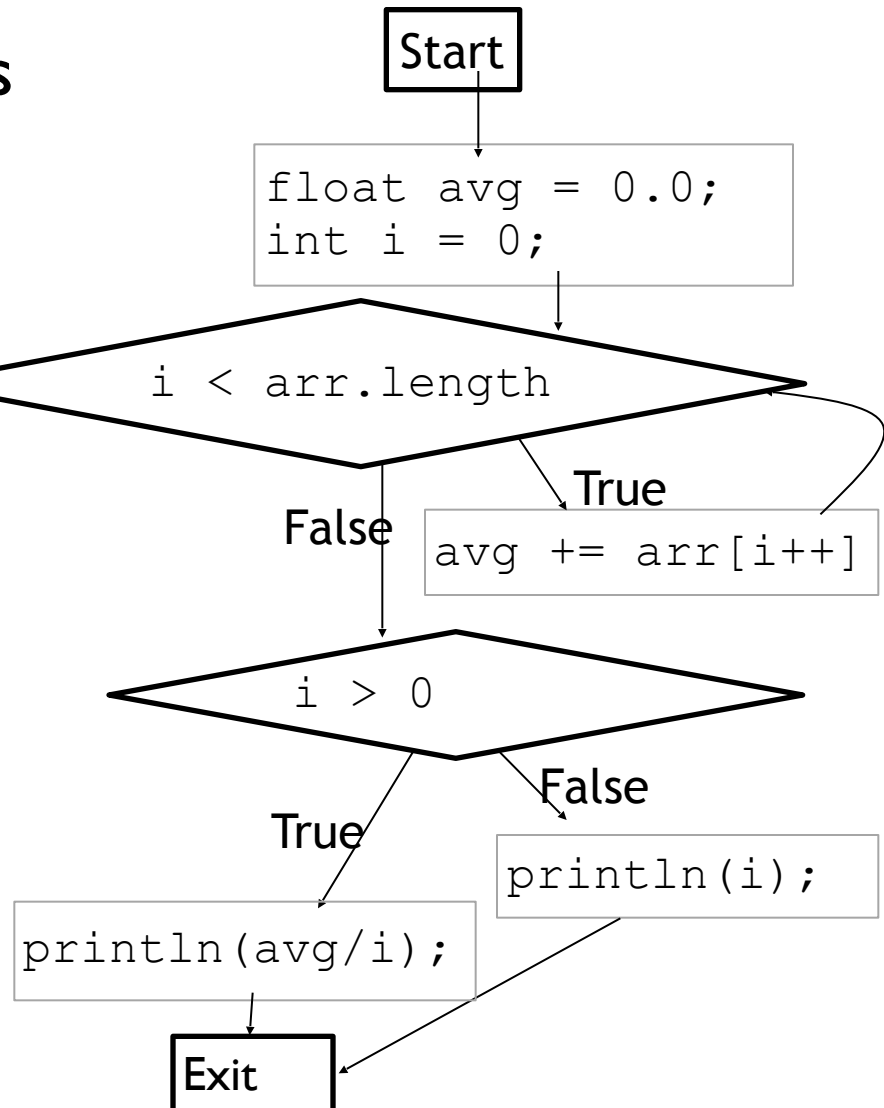 s
Start
float avg = 0.0;
int i = 0;
i < arr.length
True
False
avg += arr[i++]
i > 0
False
True
println(i);
println(avg/i);
Exit